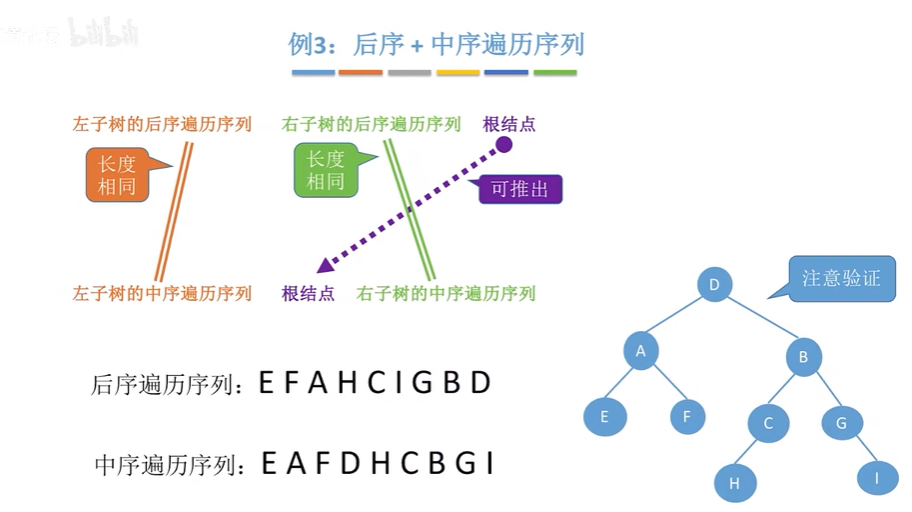 bilibili
例3：后序 + 中序遍历序列
左子树的后序遍历序列 右子树的后序遍历序列 根结点
长度
相同
长度
相同
可推出
左子树的中序遍历序列 根结点 右子树的中序遍历序列
注意验证
D
A
B
E
F
C
G
H
I
后序遍历序列：E F A H C I G B D
中序遍历序列：E A F D H C B G I